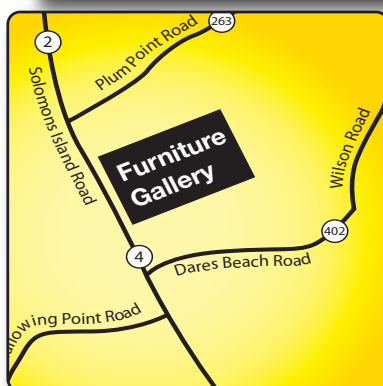 263
2
Plum Point Road
Solomons Island Road
Furniture
Gallery
Wilson Road
402
4
Dares Beach Road
Point Road